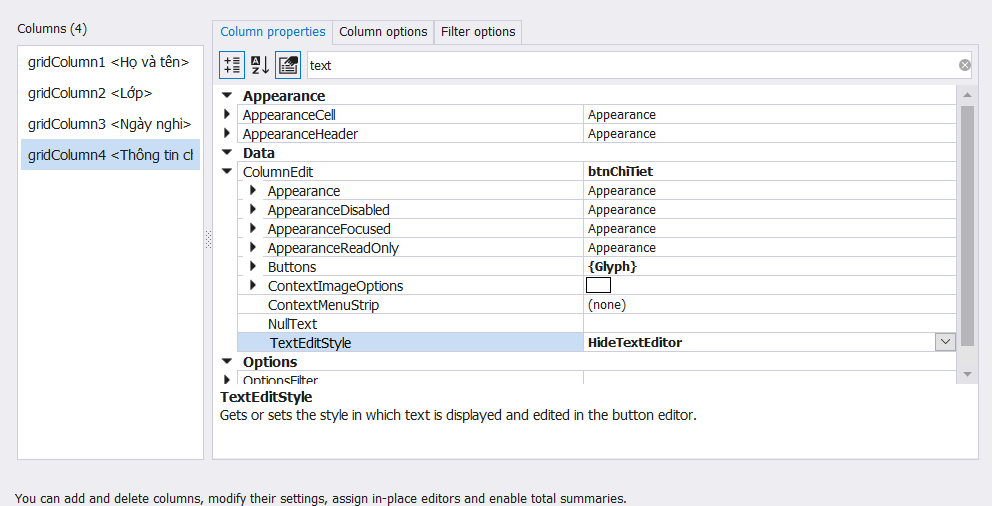 Columns (4)
gridColumn1 <Họ và tên>
gridColumn2 <Lớp>
gridColumn3 <Ngày nghỉ>
gridColumn4 <Thông tin cl
Column properties
Column options
Filter options
A
Z
text
Appearance
AppearanceCell Appearance
AppearanceHeader Appearance
Data
ColumnEdit btnChiTiet
Appearance Appearance
AppearanceDisabled Appearance
AppearanceFocused Appearance
AppearanceReadOnly Appearance
Buttons {Glyph}
ContextImageOptions
ContextMenuStrip (none)
NullText
TextEditStyle HideTextEditor
Options
OptionsFilter
TextEditStyle
Gets or sets the style in which text is displayed and edited in the button editor.
You can add and delete columns, modify their settings, assign in-place editors and enable total summaries.